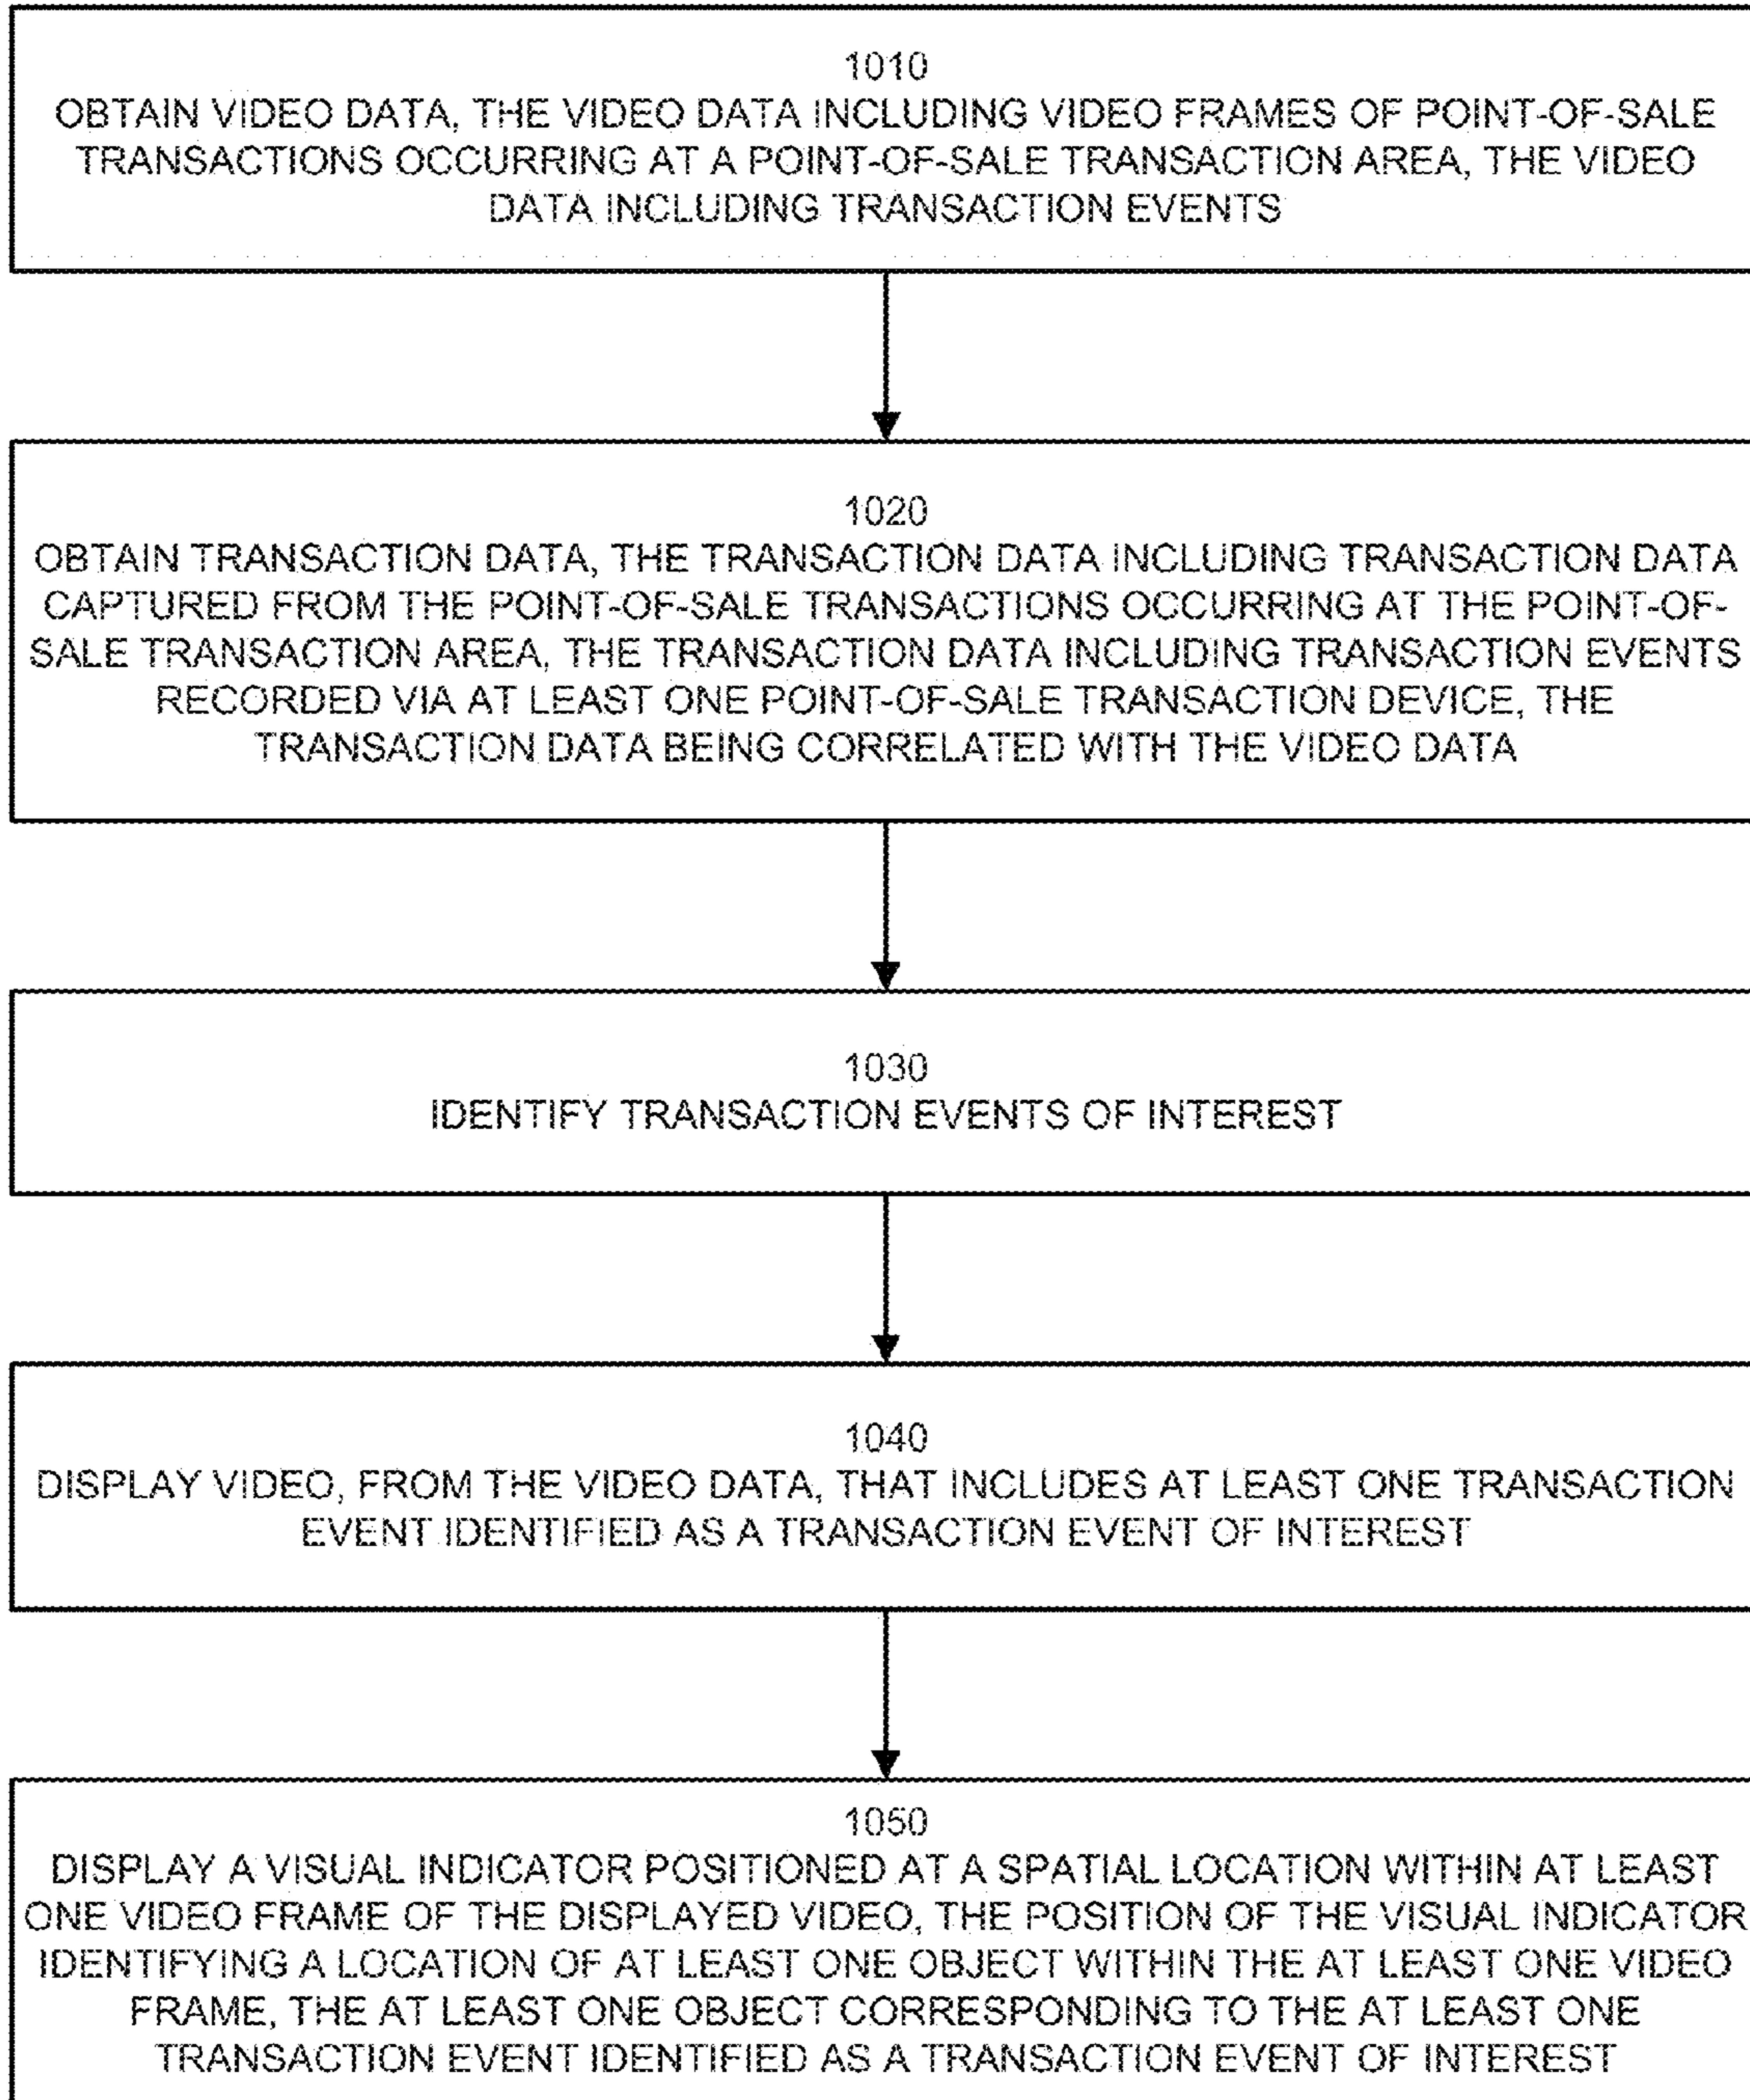 1010
OBTAIN VIDEO DATA, THE VIDEO DATA INCLUDING VIDEO FRAMES OF POINT-OF-SALE
TRANSACTIONS OCCURRING AT A POINT-OF-SALE TRANSACTION AREA, THE VIDEO
DATA INCLUDING TRANSACTION EVENTS
1020
OBTAIN TRANSACTION DATA, THE TRANSACTION DATA INCLUDING TRANSACTION DATA
CAPTURED FROM THE POINT-OF-SALE TRANSACTIONS OCCURRING AT THE POINT-OF-
SALE TRANSACTION AREA, THE TRANSACTION DATA INCLUDING TRANSACTION EVENTS
RECORDED VIA AT LEAST ONE POINT-OF-SALE TRANSACTION DEVICE, THE
TRANSACTION DATA BEING CORRELATED WITH THE VIDEO DATA
1030
IDENTIFY TRANSACTION EVENTS OF INTEREST
1040
DISPLAY VIDEO, FROM THE VIDEO DATA, THAT INCLUDES AT LEAST ONE TRANSACTION
EVENT IDENTIFIED AS A TRANSACTION EVENT OF INTEREST
1050
DISPLAY A VISUAL INDICATOR POSITIONED AT A SPATIAL LOCATION WITHIN AT LEAST
ONE VIDEO FRAME OF THE DISPLAYED VIDEO, THE POSITION OF THE VISUAL INDICATOR
IDENTIFYING A LOCATION OF AT LEAST ONE OBJECT WITHIN THE AT LEAST ONE VIDEO
FRAME, THE AT LEAST ONE OBJECT CORRESPONDING TO THE AT LEAST ONE
TRANSACTION EVENT IDENTIFIED AS A TRANSACTION EVENT OF INTEREST